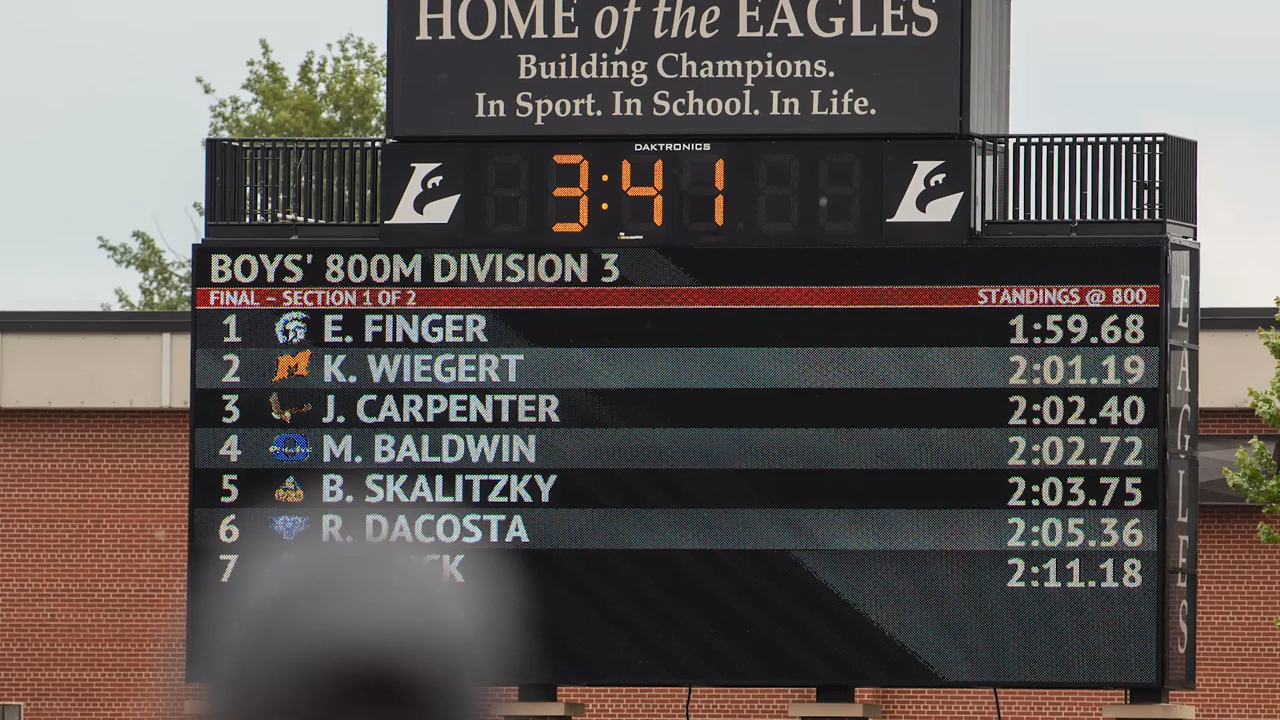 HOME of the EAGLES
Building Champions.
In Sport. In School. In Life.
DAKTRONICS
3:41
BOYS' 800M DIVISION 3
FINAL - SECTION 1 OF 2 STANDINGS @ 800
1 E. FINGER 1:59.68
2 K. WIEGERT 2:01.19
3 J. CARPENTER 2:02.40
4 M. BALDWIN 2:02.72
5 B. SKALITZKY 2:03.75
6 R. DACOSTA 2:05.36
7 2:11.18
EAGLES